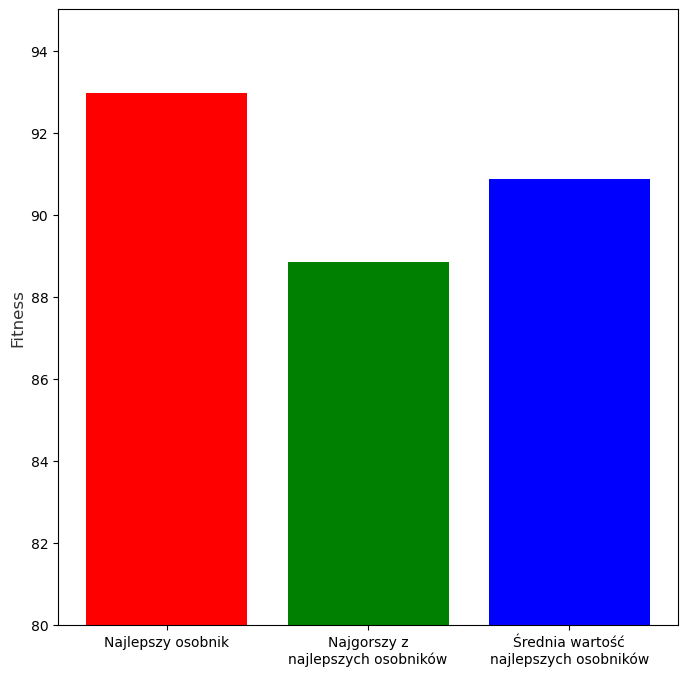 94
92
90
88
86
84
82
80
Fitness
Najlepszy osobnik
Najgorszy z
najlepszych osobników
Średnia wartość
najlepszych osobników